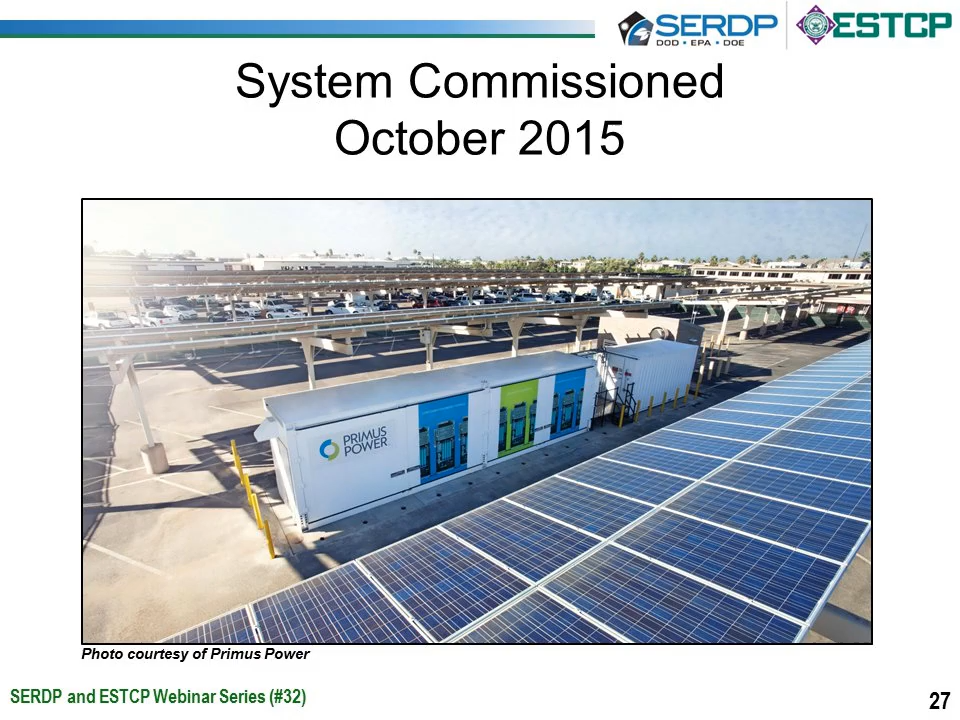 SERDP
DOD • EPA • DOE
ESTCP
System Commissioned
October 2015
PRIMUS
POWER
Photo courtesy of Primus Power
SERDP and ESTCP Webinar Series (#32)
27